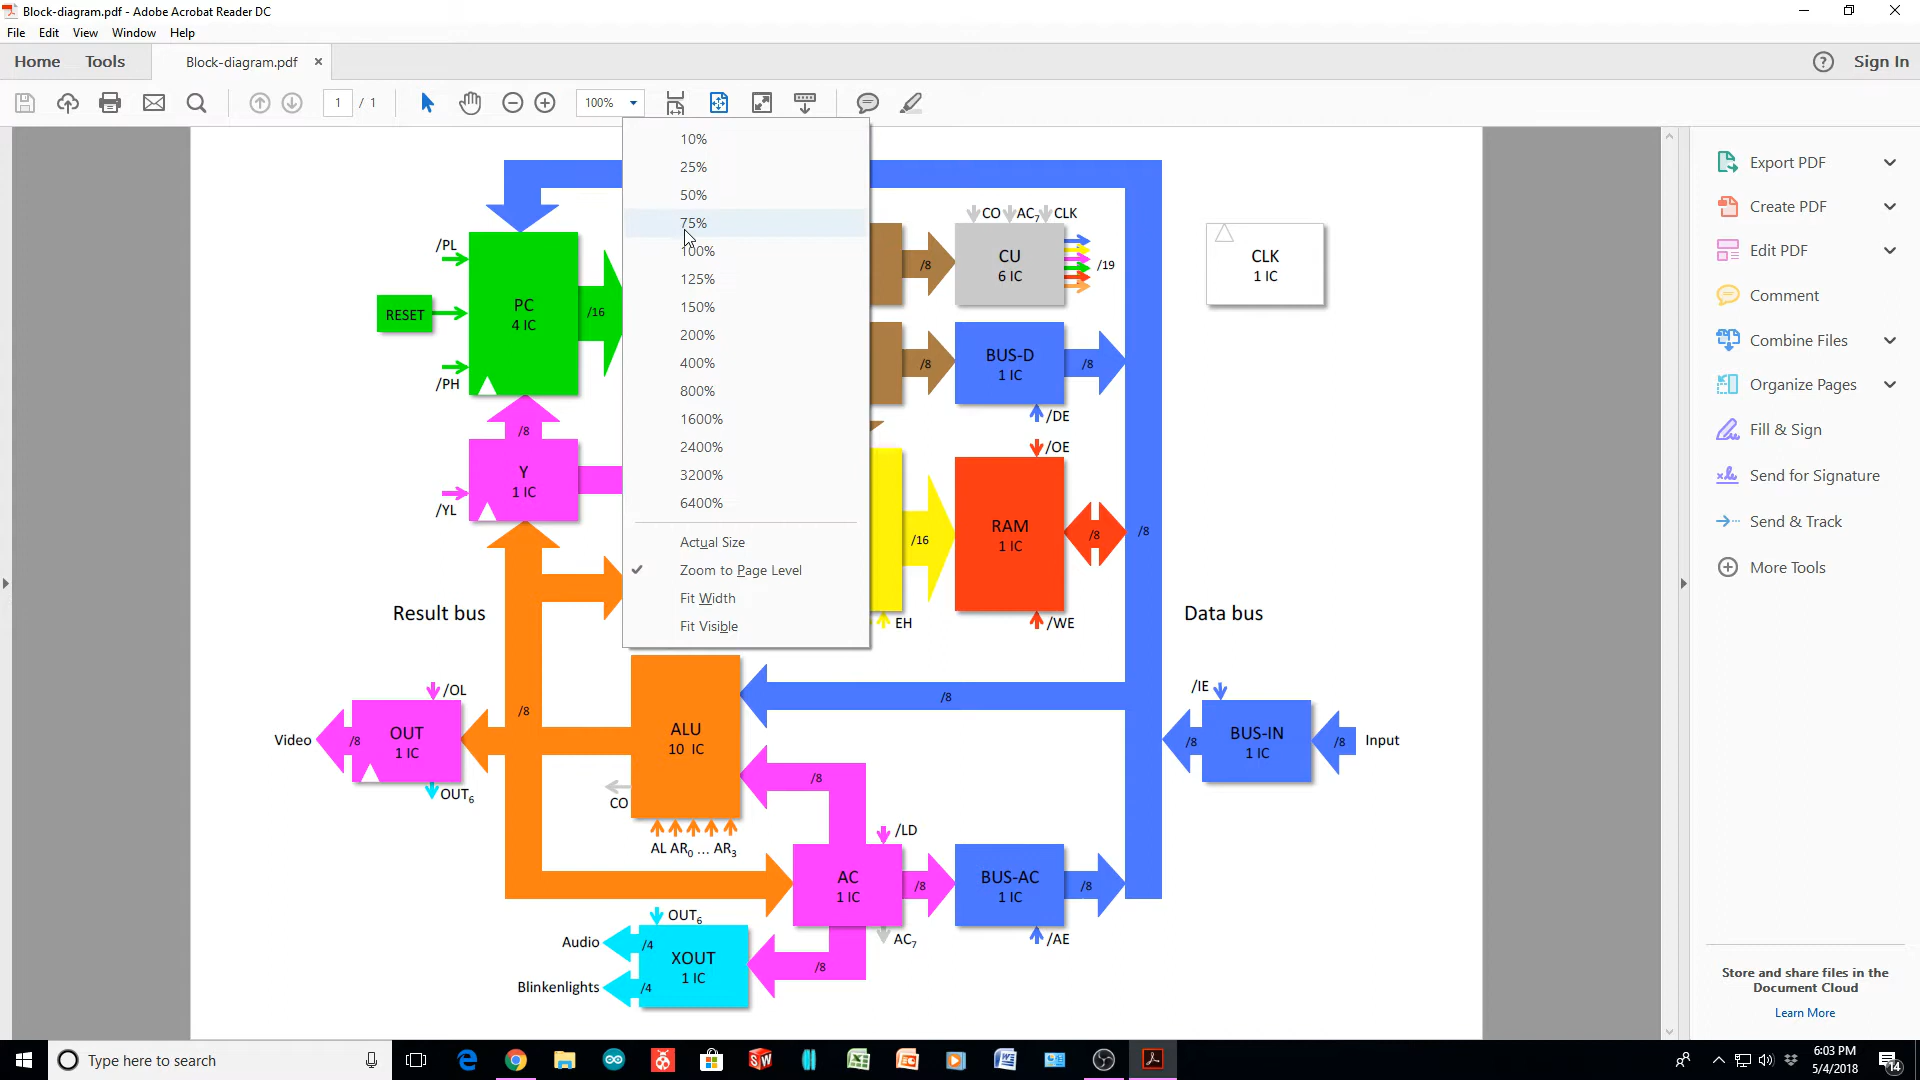 Block-diagram.pdf - Adobe Acrobat Reader DC
File Edit View Window Help
Home Tools Block-diagram.pdf × Sign In
1 / 1 100%
10%
25%
50%
75%
100%
125%
150%
200%
400%
800%
1600%
2400%
3200%
6400%
Actual Size
Zoom to Page Level
Fit Width
Fit Visible
/PL
RESET
PC
4 IC
/16
/PH
/8
Y
1 IC
/YL
CO AC7 CLK
/8
CU
6 IC
/19
CLK
1 IC
/8
BUS-D
1 IC
/8
/DE
/OE
/16
RAM
1 IC
/8
/8
EH
/WE
Result bus
Data bus
/OL
Video
/8
OUT
1 IC
OUT6
/8
ALU
10 IC
CO
AL AR0 ... AR3
/8
/8
/IE
/8
BUS-IN
1 IC
/8
Input
/LD
AC
1 IC
/8
BUS-AC
1 IC
/8
AC7
/AE
OUT6
Audio
/4
XOUT
1 IC
Blinkenlights
/4
/8
Export PDF
Create PDF
Edit PDF
Comment
Combine Files
Organize Pages
Fill & Sign
Send for Signature
Send & Track
More Tools
Store and share files in the
Document Cloud
Learn More
Type here to search
6:03 PM
5/4/2018
14